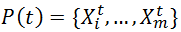 P(t) = {X_i^t, …, X_m^t}